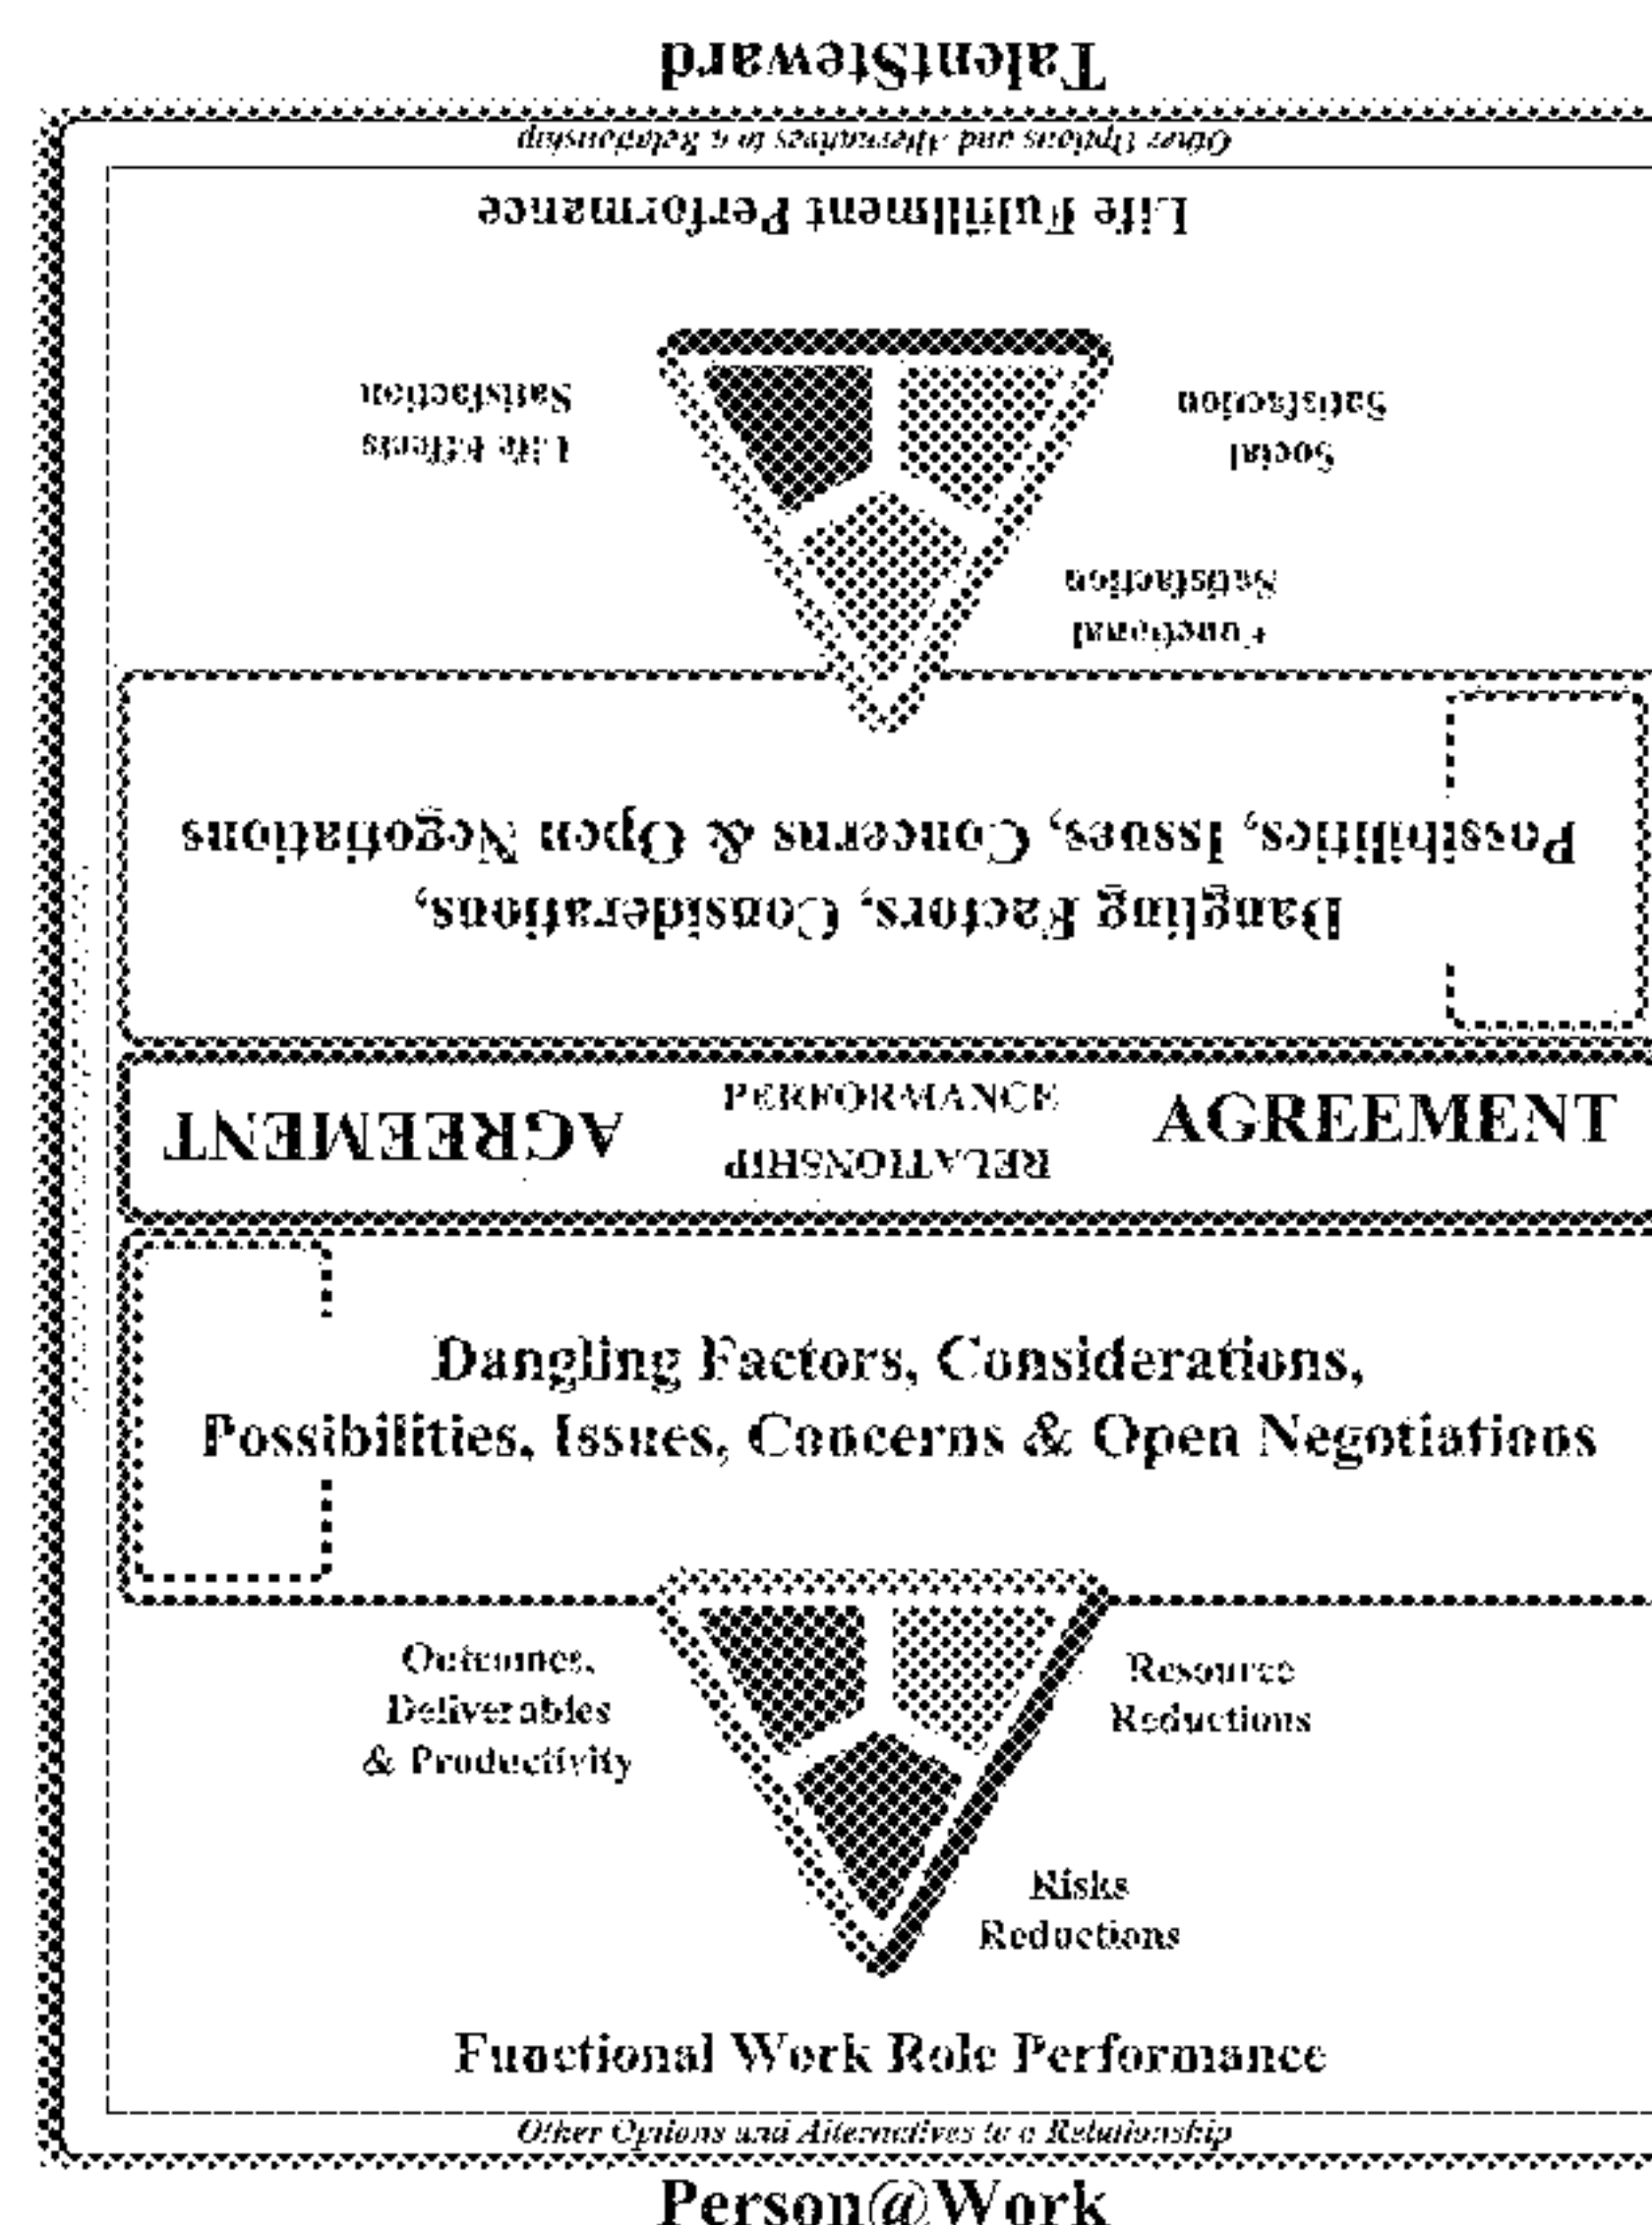 TalentSteward
Other Options and Alternatives to a Relationship
Life Fulfillment Performance
Life Efforts
Satisfaction
Social
Satisfaction
Functional
Satisfaction
Dangling Factors, Considerations,
Possibilities, Issues, Concerns & Open Negotiations
AGREEMENT
PERFORMANCE
RELATIONSHIP
AGREEMENT
Dangling Factors, Considerations,
Possibilities, Issues, Concerns & Open Negotiations
Outcomes,
Deliverables
& Productivity
Resource
Reductions
Risks
Reductions
Functional Work Role Performance
Other Options and Alternatives to a Relationship
Person@Work